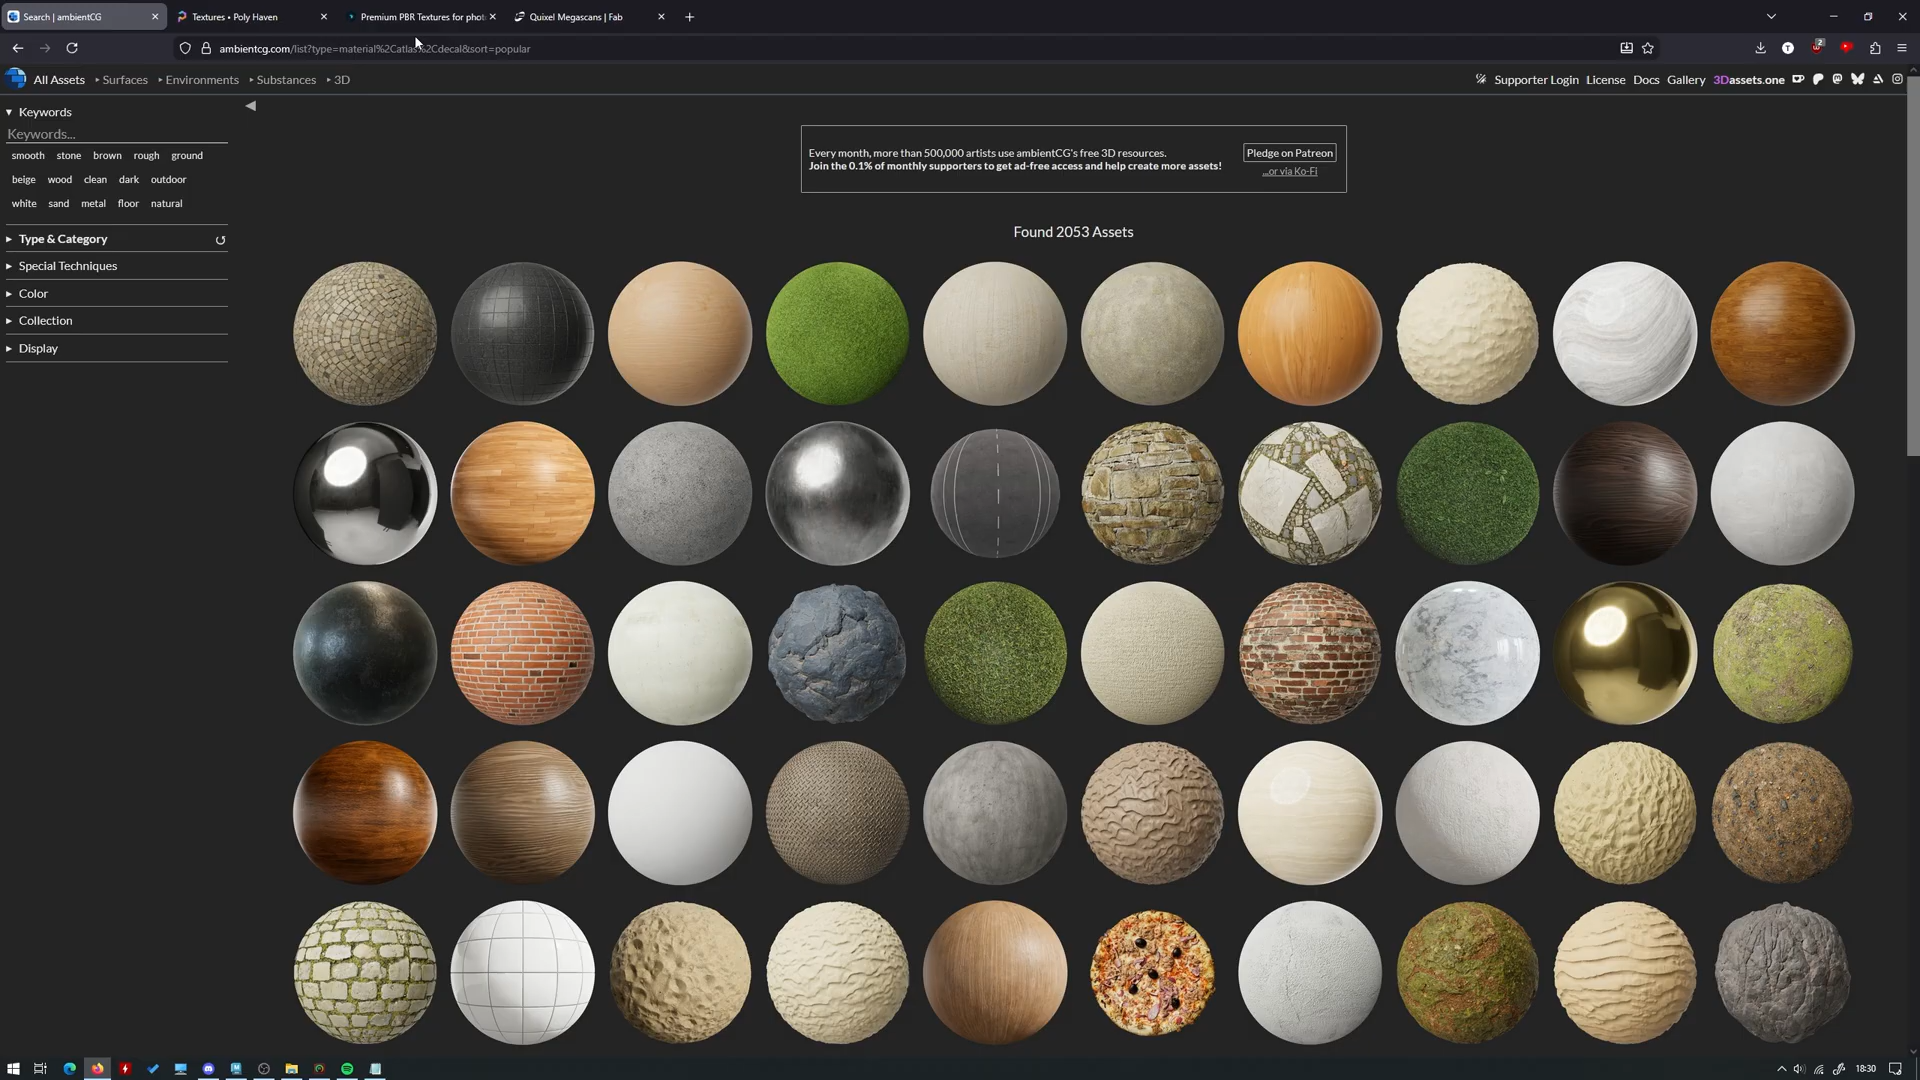 Search | ambientCG
Textures • Poly Haven
Premium PBR Textures for phot
Quixel Megascans | Fab
ambientcg.com/list?type=material%2Catlas%2Cdecal&sort=popular
2
All Assets
Surfaces
Environments
Substances
3D
Supporter Login
License
Docs
Gallery
3Dassets.one
Keywords
Keywords...
smooth stone brown rough ground
beige wood clean dark outdoor
white sand metal floor natural
Type & Category
Special Techniques
Color
Collection
Display
Every month, more than 500,000 artists use ambientCG's free 3D resources.
Join the 0.1% of monthly supporters to get ad-free access and help create more assets!
Pledge on Patreon
...or via Ko-Fi
Found 2053 Assets
18:30